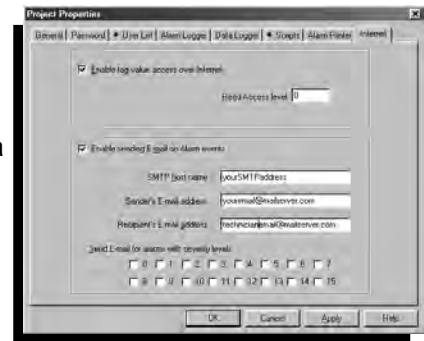 Project Properties
General Password User List Alarm Logger Data Logger Scripts Alarm Printer Internet
Enable tag value access over Internet
Read Access level 0
Enable sending E-mail on Alarm events
SMTP Host name yourSMTPaddress
Sender's E-mail address youremail@mailserver.com
Recipient's E-mail address technicianemail@mailserver.com
Send E-mail for alarms with severity levels
0 1 2 3 4 5 6 7
8 9 10 11 12 13 14 15
OK Cancel Apply Help